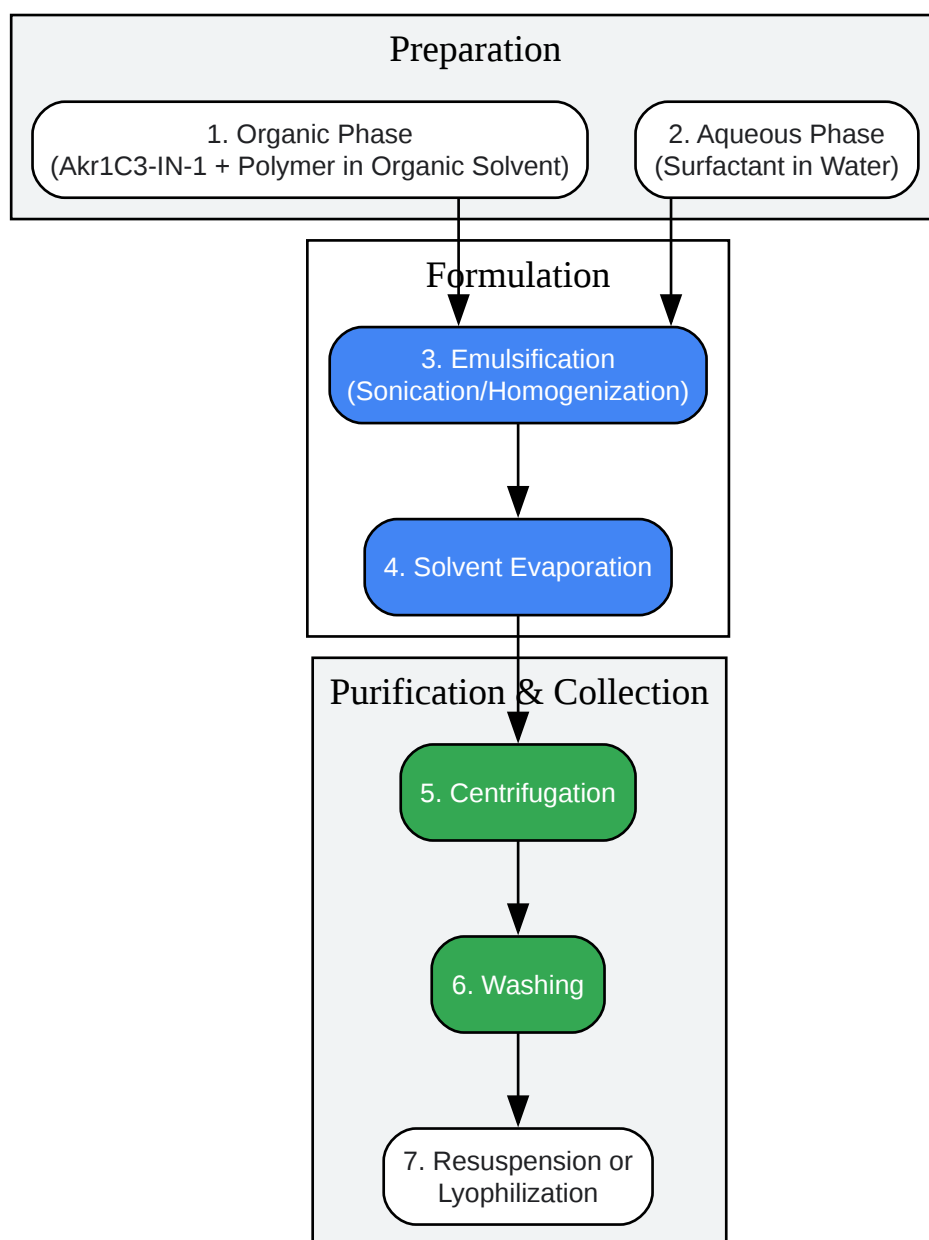 Preparation
1. Organic Phase
(Akr1C3-IN-1 + Polymer in Organic Solvent)
2. Aqueous Phase
(Surfactant in Water)
Formulation
3. Emulsification
(Sonication/Homogenization)
4. Solvent Evaporation
Purification & Collection
5. Centrifugation
6. Washing
7. Resuspension or
Lyophilization